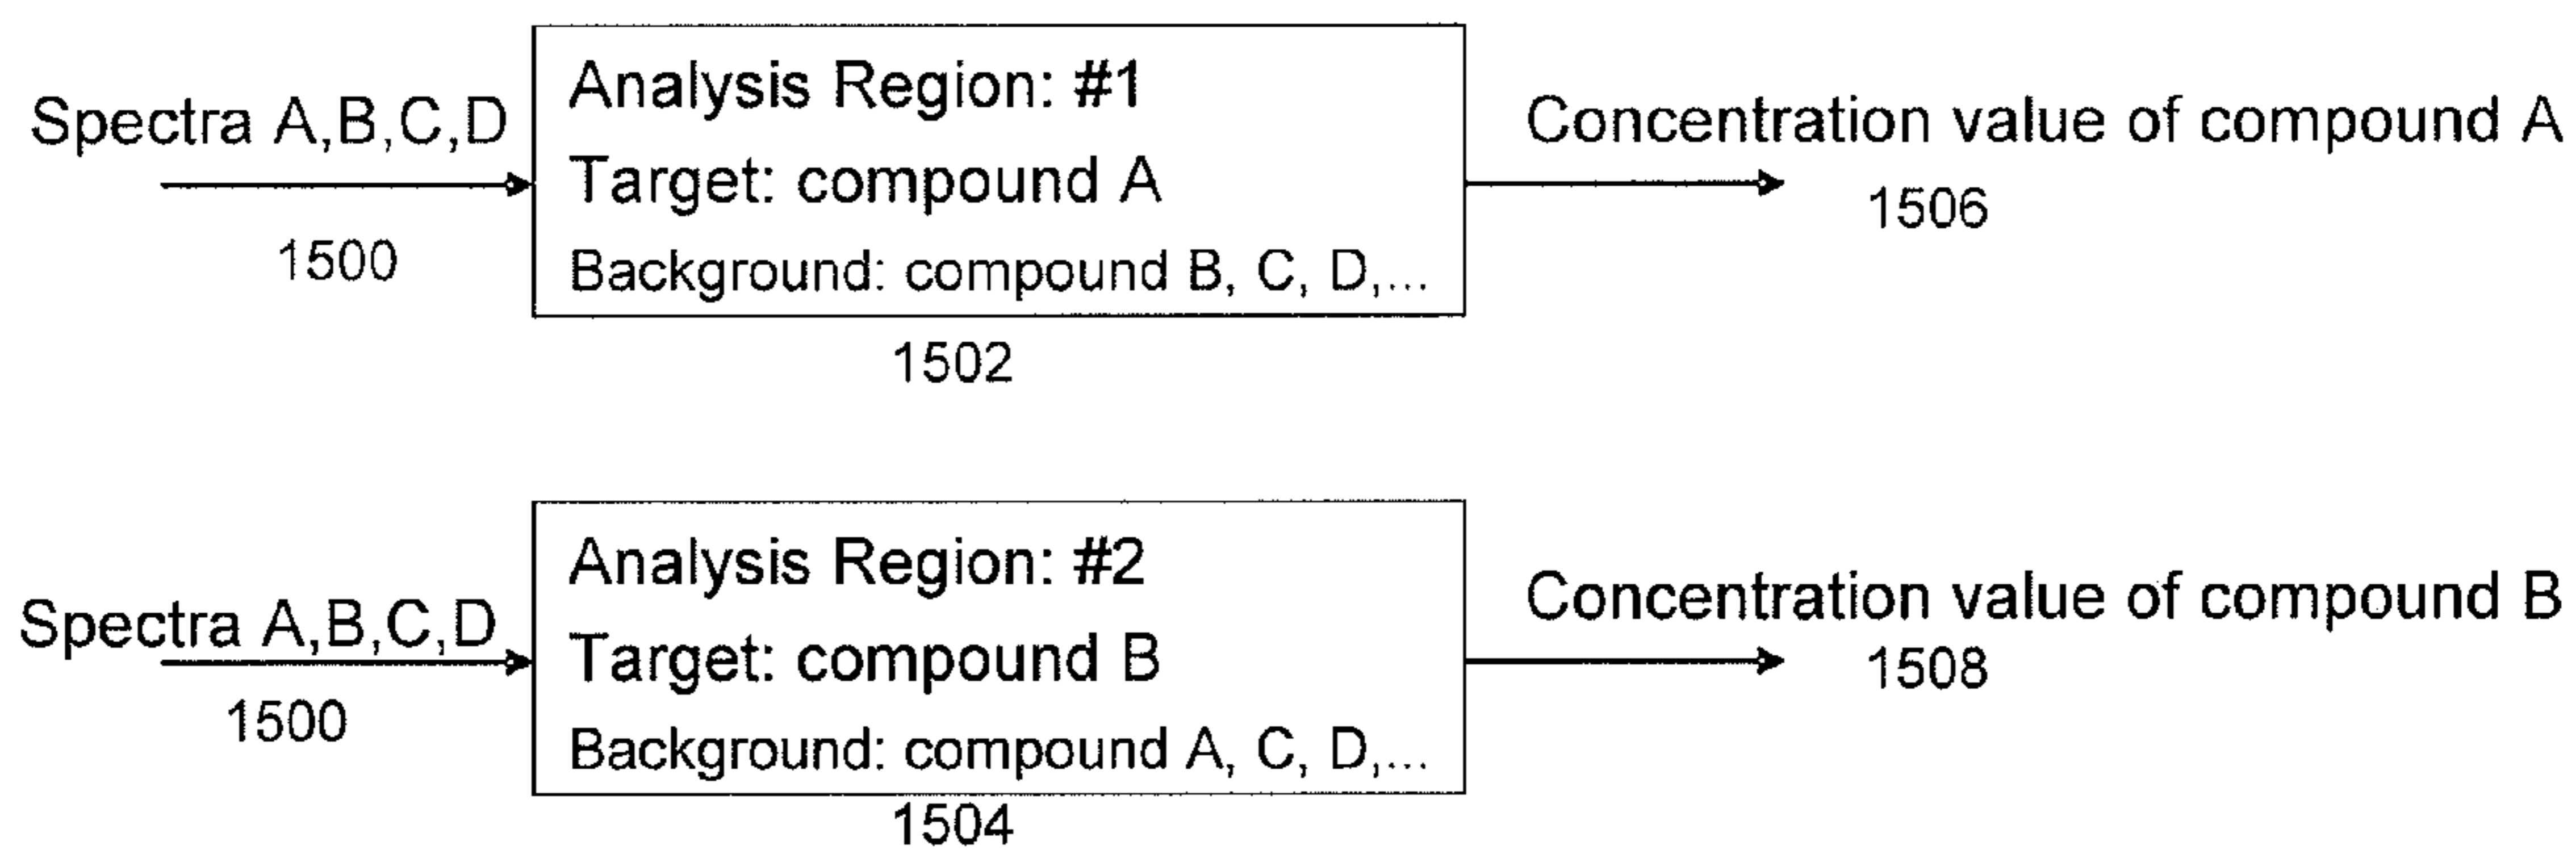 Spectra A,B,C,D
1500
Analysis Region: #1
Target: compound A
Background: compound B, C, D,...
1502
Concentration value of compound A
1506
Spectra A,B,C,D
1500
Analysis Region: #2
Target: compound B
Background: compound A, C, D,...
1504
Concentration value of compound B
1508